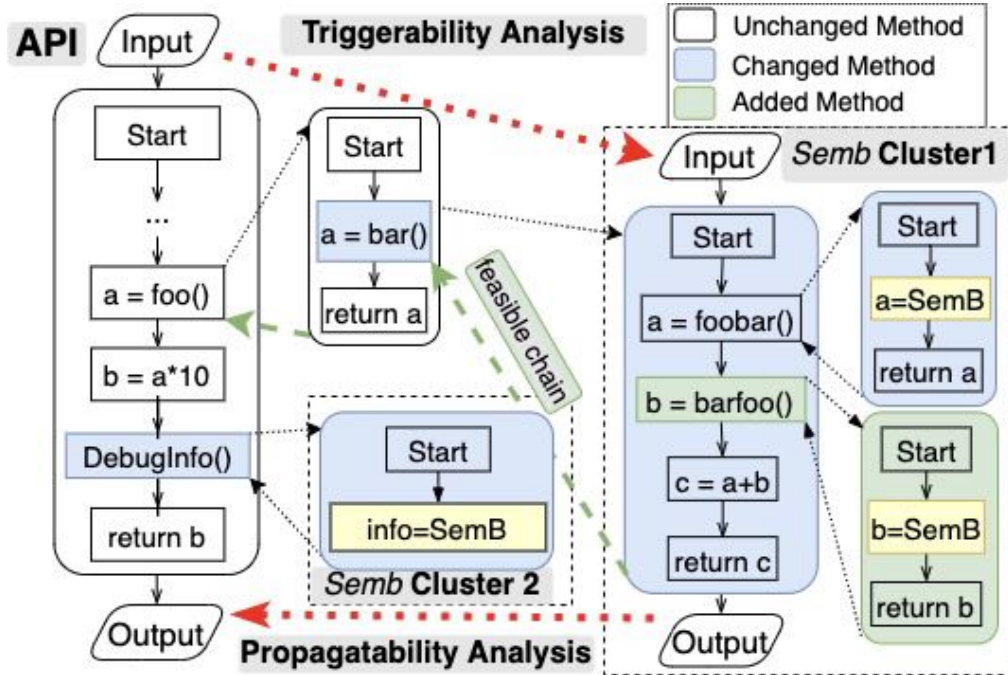 API
Input
Triggerability Analysis
Unchanged Method
Changed Method
Added Method
Start
...
a = foo()
b = a*10
DebugInfo()
return b
Output
Start
a = bar()
return a
feasible chain
Start
info=SemB
Semb Cluster 2
Propagatability Analysis
Input
Semb Cluster1
Start
a = foobar()
b = barfoo()
c = a+b
return c
Output
Start
a=SemB
return a
Start
b=SemB
return b